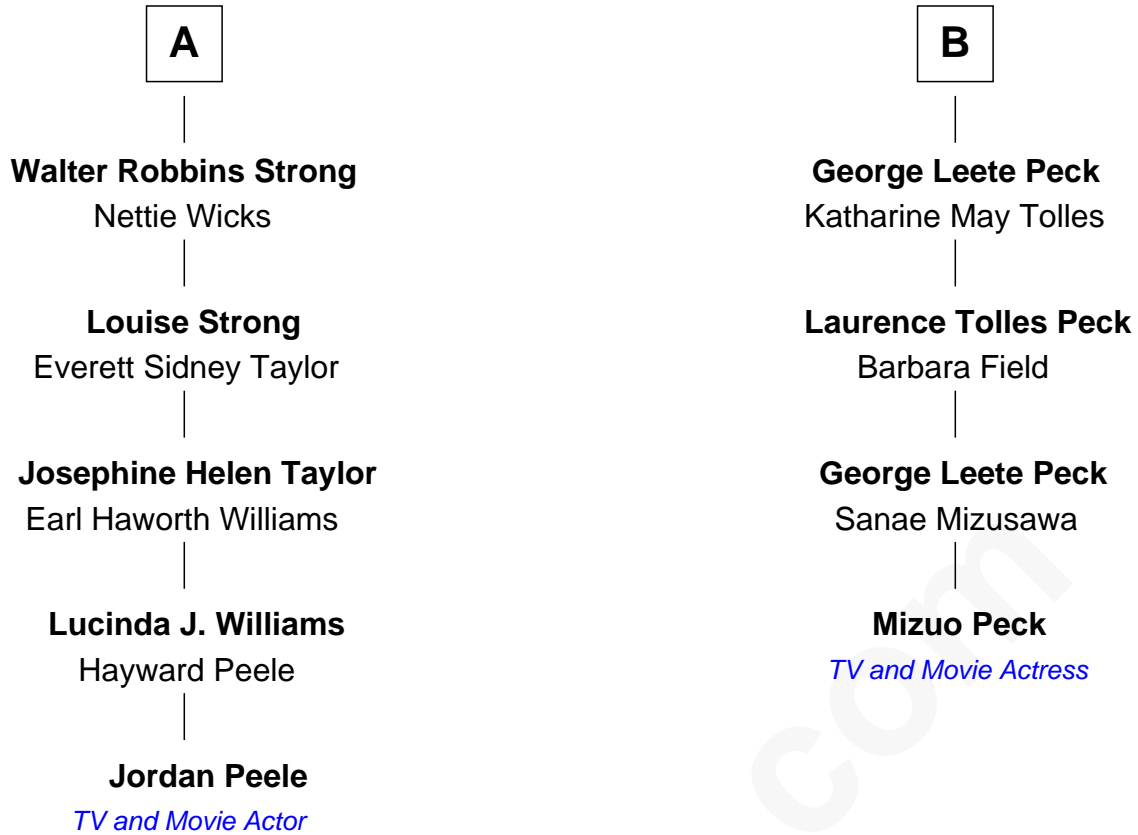 A
Walter Robbins Strong
Nettie Wicks
Louise Strong
Everett Sidney Taylor
Josephine Helen Taylor
Earl Haworth Williams
Lucinda J. Williams
Hayward Peele
Jordan Peele
TV and Movie Actor
B
George Leete Peck
Katharine May Tolles
Laurence Tolles Peck
Barbara Field
George Leete Peck
Sanae Mizusawa
Mizuo Peck
TV and Movie Actress
com